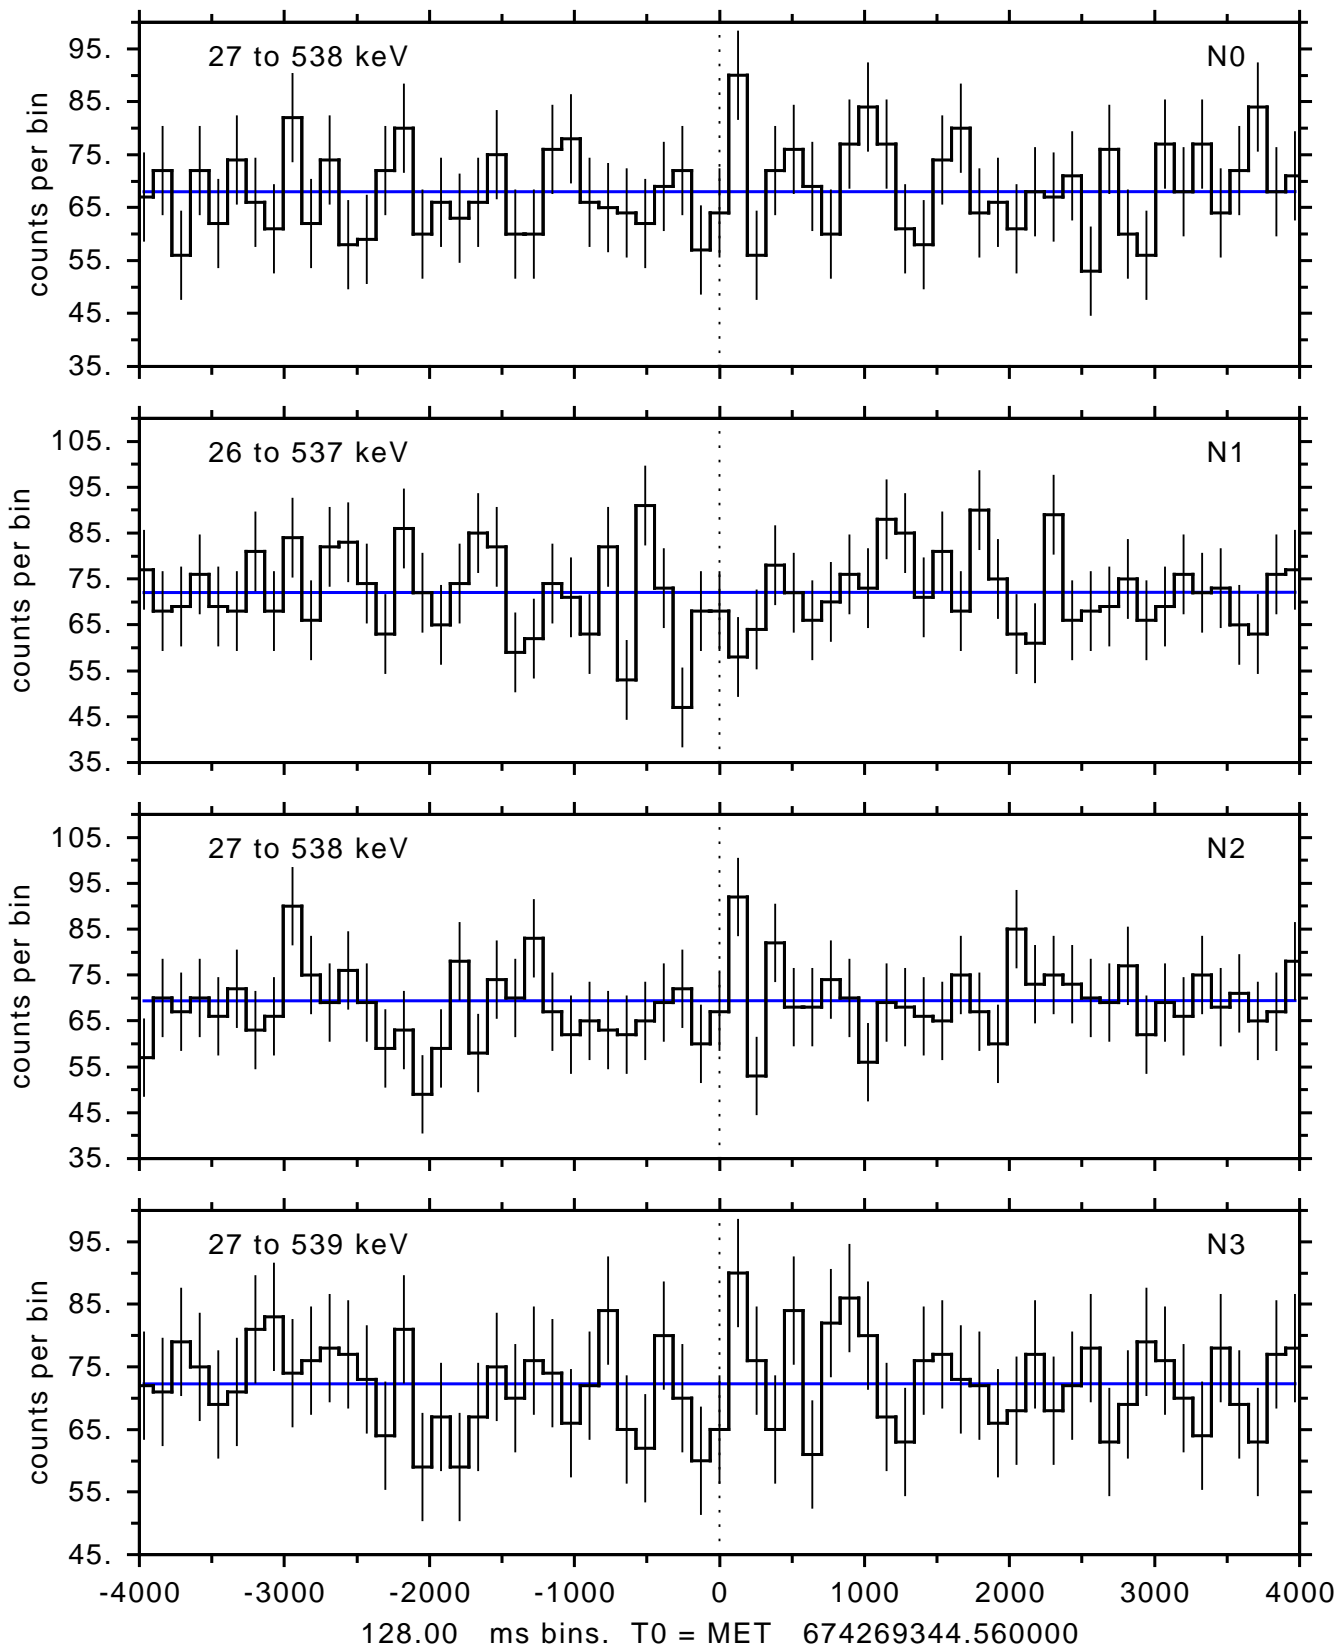 27 to 538 keV N0
counts per bin
95.
85.
75.
65.
55.
45.
35.
26 to 537 keV N1
counts per bin
105.
95.
85.
75.
65.
55.
45.
35.
27 to 538 keV N2
counts per bin
105.
95.
85.
75.
65.
55.
45.
35.
27 to 539 keV N3
counts per bin
95.
85.
75.
65.
55.
45.
-4000 -3000 -2000 -1000 0 1000 2000 3000 4000
128.00 ms bins. T0 = MET 674269344.560000